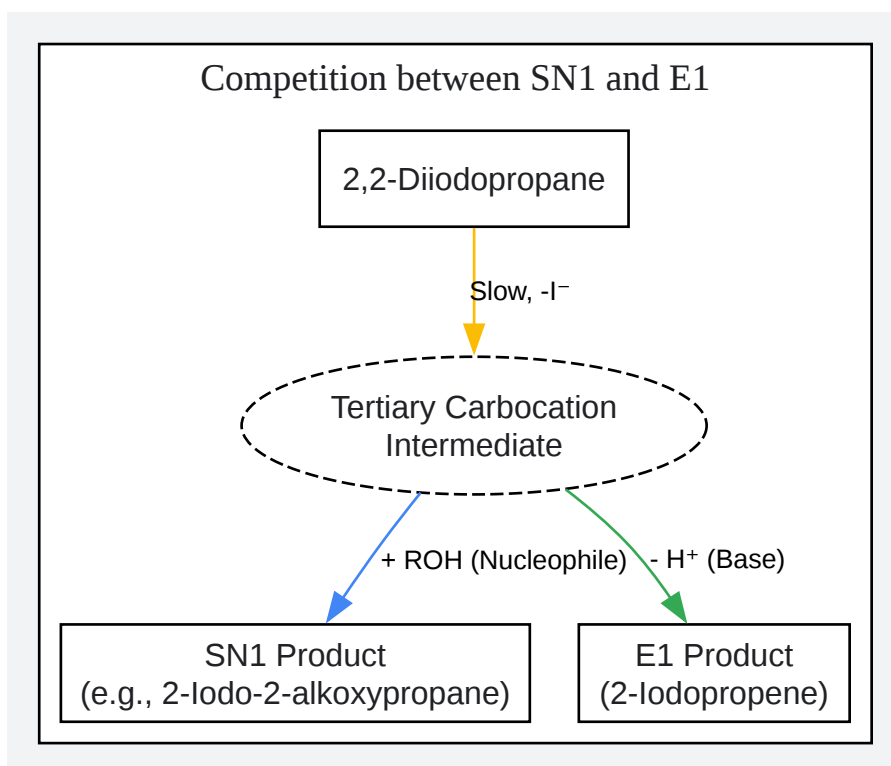 Competition between SN1 and E1
2,2-Diiodopropane
Slow, -I⁻
Tertiary Carbocation
Intermediate
+ ROH (Nucleophile)
- H⁺ (Base)
SN1 Product
(e.g., 2-Iodo-2-alkoxypropane)
E1 Product
(2-Iodopropene)